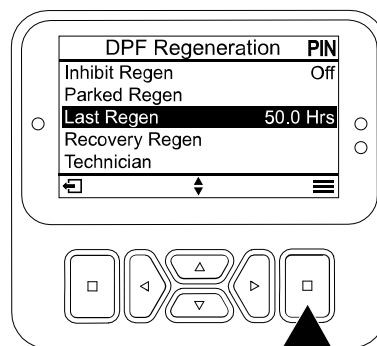 DPF Regeneration PIN
Inhibit Regen Off
Parked Regen
Last Regen 50.0 Hrs
Recovery Regen
Technician